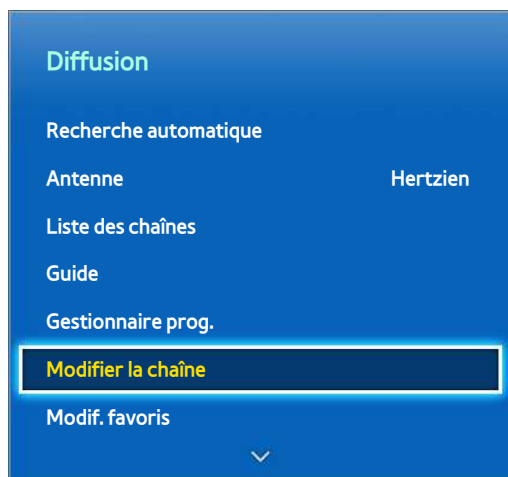 Diffusion
Recherche automatique
Antenne Hertzien
Liste des chaînes
Guide
Gestionnaire prog.
Modifier la chaîne
Modif. favoris